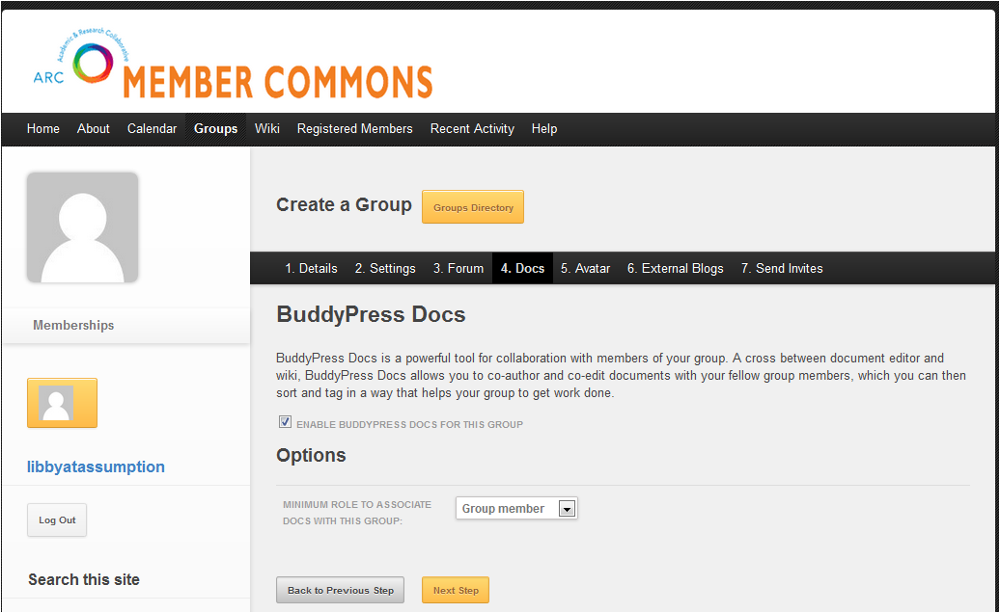 Academic & Research Collaborative
ARC
MEMBER COMMONS
Home About Calendar Groups Wiki Registered Members Recent Activity Help
Create a Group Groups Directory
1. Details 2. Settings 3. Forum 4. Docs 5. Avatar 6. External Blogs 7. Send Invites
Memberships
libbyatassumption
Log Out
Search this site
BuddyPress Docs
BuddyPress Docs is a powerful tool for collaboration with members of your group. A cross between document editor and
wiki, BuddyPress Docs allows you to co-author and co-edit documents with your fellow group members, which you can then
sort and tag in a way that helps your group to get work done.
ENABLE BUDDYPRESS DOCS FOR THIS GROUP
Options
MINIMUM ROLE TO ASSOCIATE
DOCS WITH THIS GROUP:
Group member
Back to Previous Step Next Step